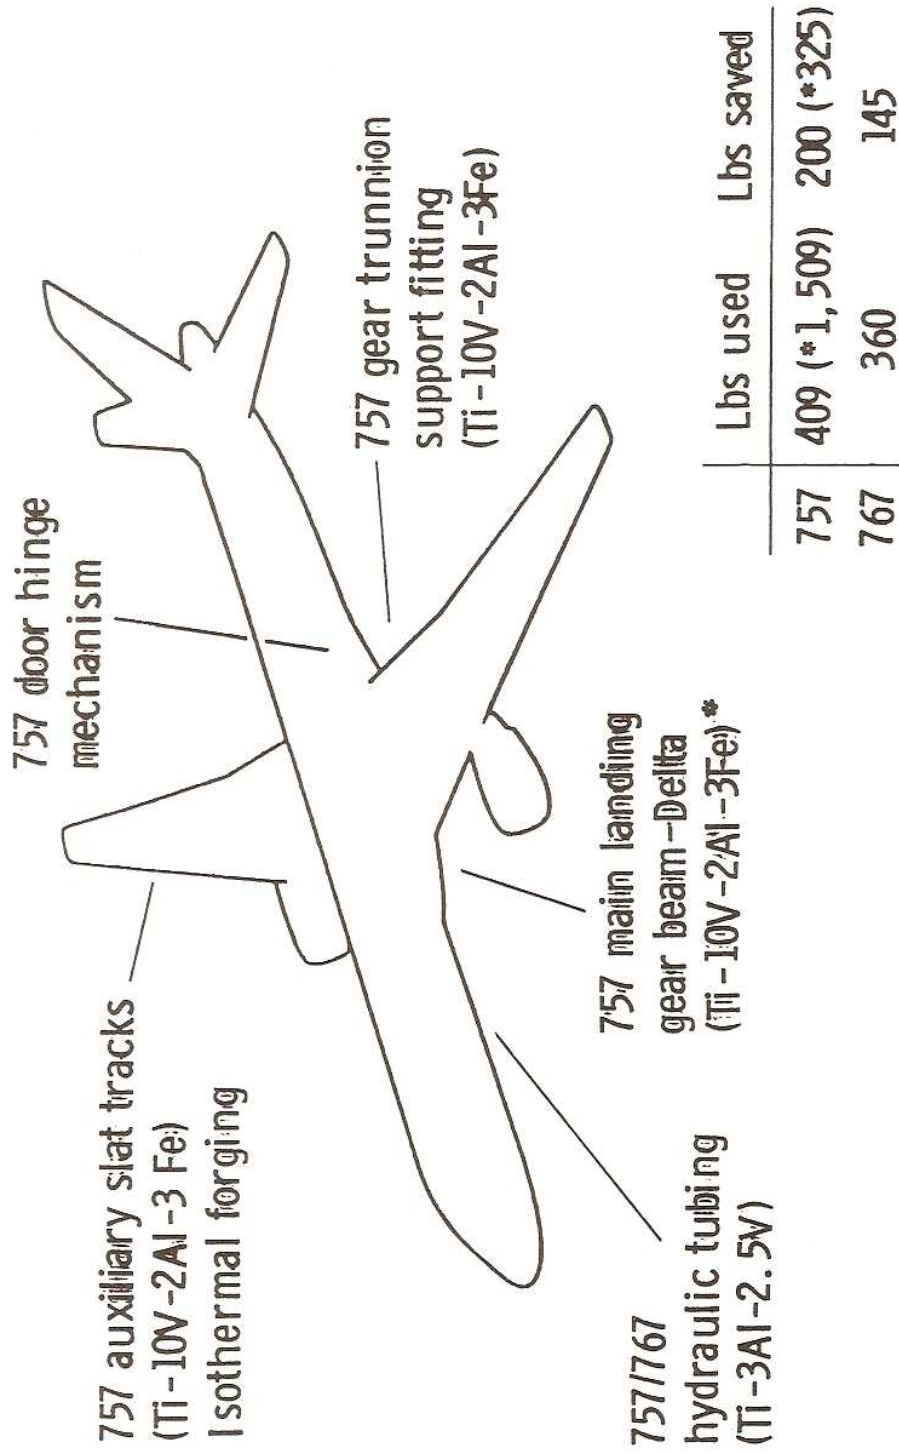 757 door hinge
mechanism
757 auxiliary slat tracks
(Ti-10V-2Al-3 Fe)
Isothermal forging
757 gear trunnion
support fitting
(Ti-10V-2Al-3Fe)
757 main landing
gear beam-Delta
(Ti-10V-2Al-3Fe)*
757/767
hydraulic tubing
(Ti-3Al-2.5V)
Lbs used Lbs saved
757 409 (*1,509) 200 (*325)
767 360 145